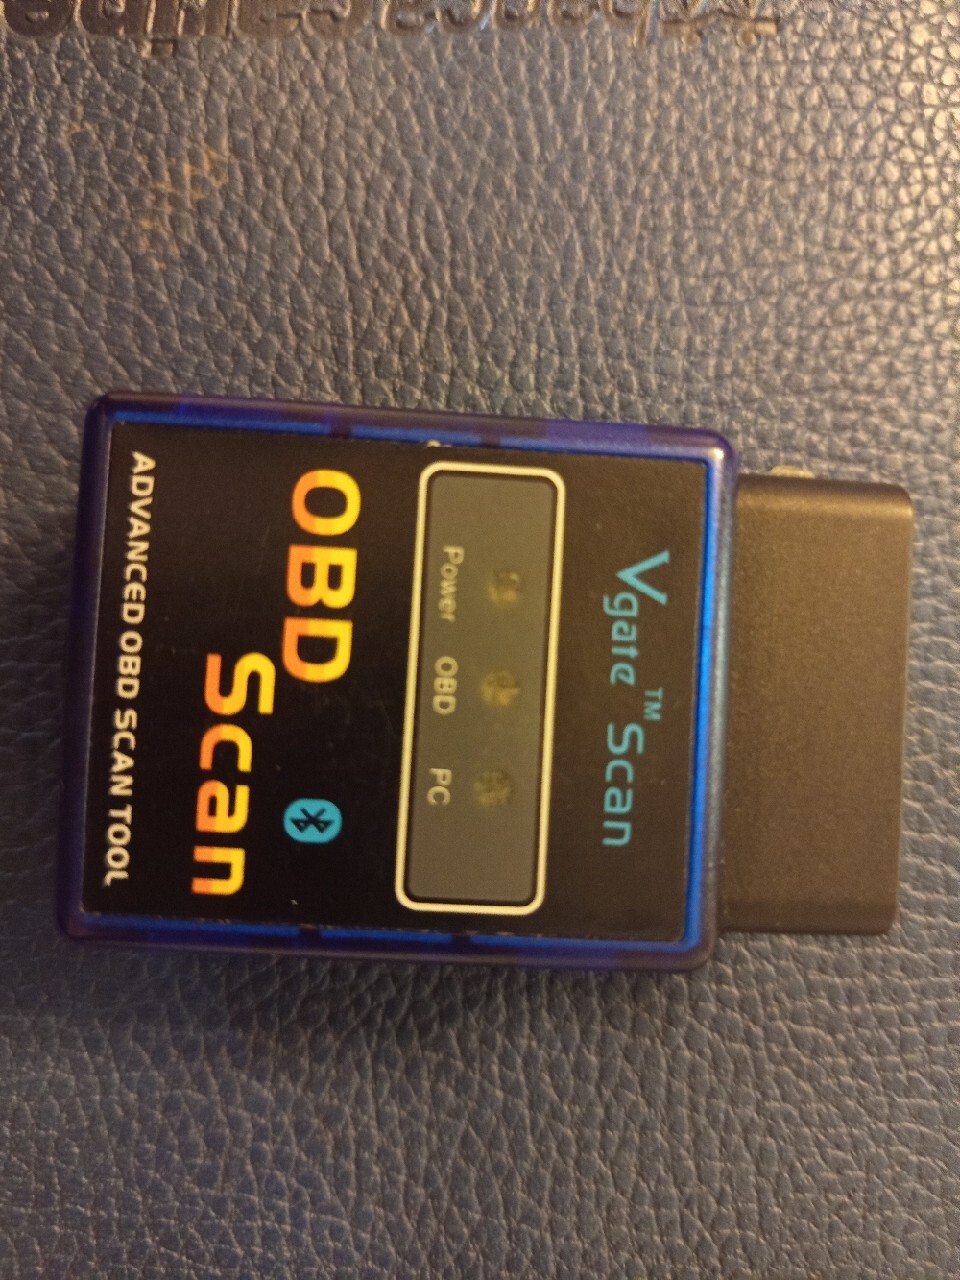 Vgate™ Scan
Power OBD PC
OBD
Scan
ADVANCED OBD SCAN TOOL